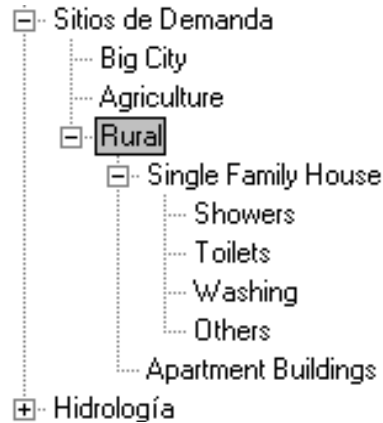 Sitios de Demanda
Big City
Agriculture
Rural
Single Family House
Showers
Toilets
Washing
Others
Apartment Buildings
Hidrología